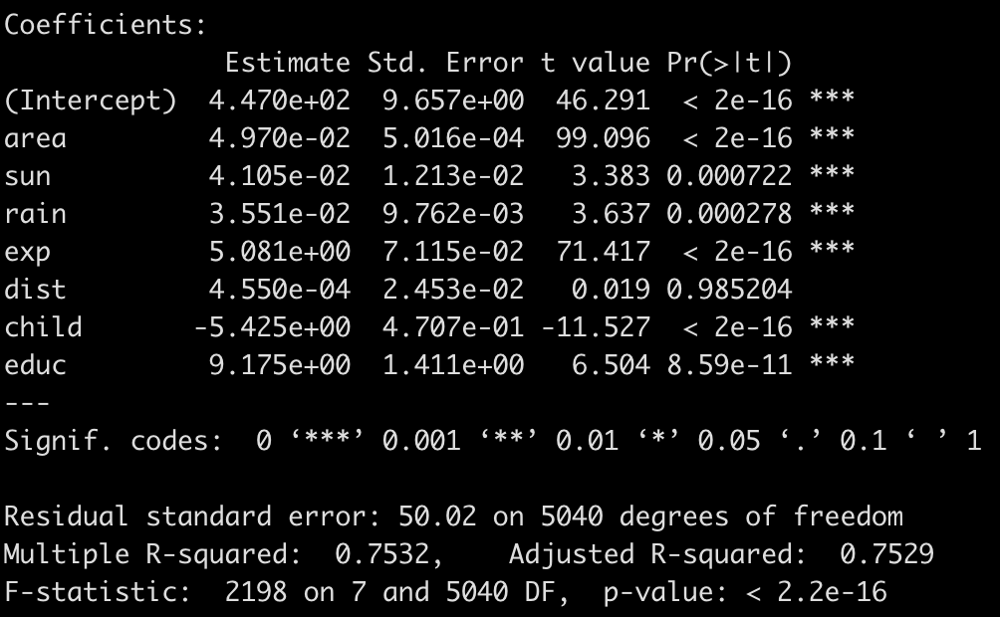 Coefficients:
              Estimate Std. Error t value Pr(>|t|)
(Intercept)  4.470e+02  9.657e+00  46.291  < 2e-16 ***
area         4.970e-02  5.016e-04  99.096  < 2e-16 ***
sun          4.105e-02  1.213e-02   3.383 0.000722 ***
rain         3.551e-02  9.762e-03   3.637 0.000278 ***
exp          5.081e+00  7.115e-02  71.417  < 2e-16 ***
dist         4.550e-04  2.453e-02   0.019 0.985204
child       -5.425e+00  4.707e-01 -11.527  < 2e-16 ***
educ         9.175e+00  1.411e+00   6.504 8.59e-11 ***
---
Signif. codes:  0 ‘***’ 0.001 ‘**’ 0.01 ‘*’ 0.05 ‘.’ 0.1 ‘ ’ 1
Residual standard error: 50.02 on 5040 degrees of freedom
Multiple R-squared:  0.7532,    Adjusted R-squared:  0.7529
F-statistic:  2198 on 7 and 5040 DF,  p-value: < 2.2e-16